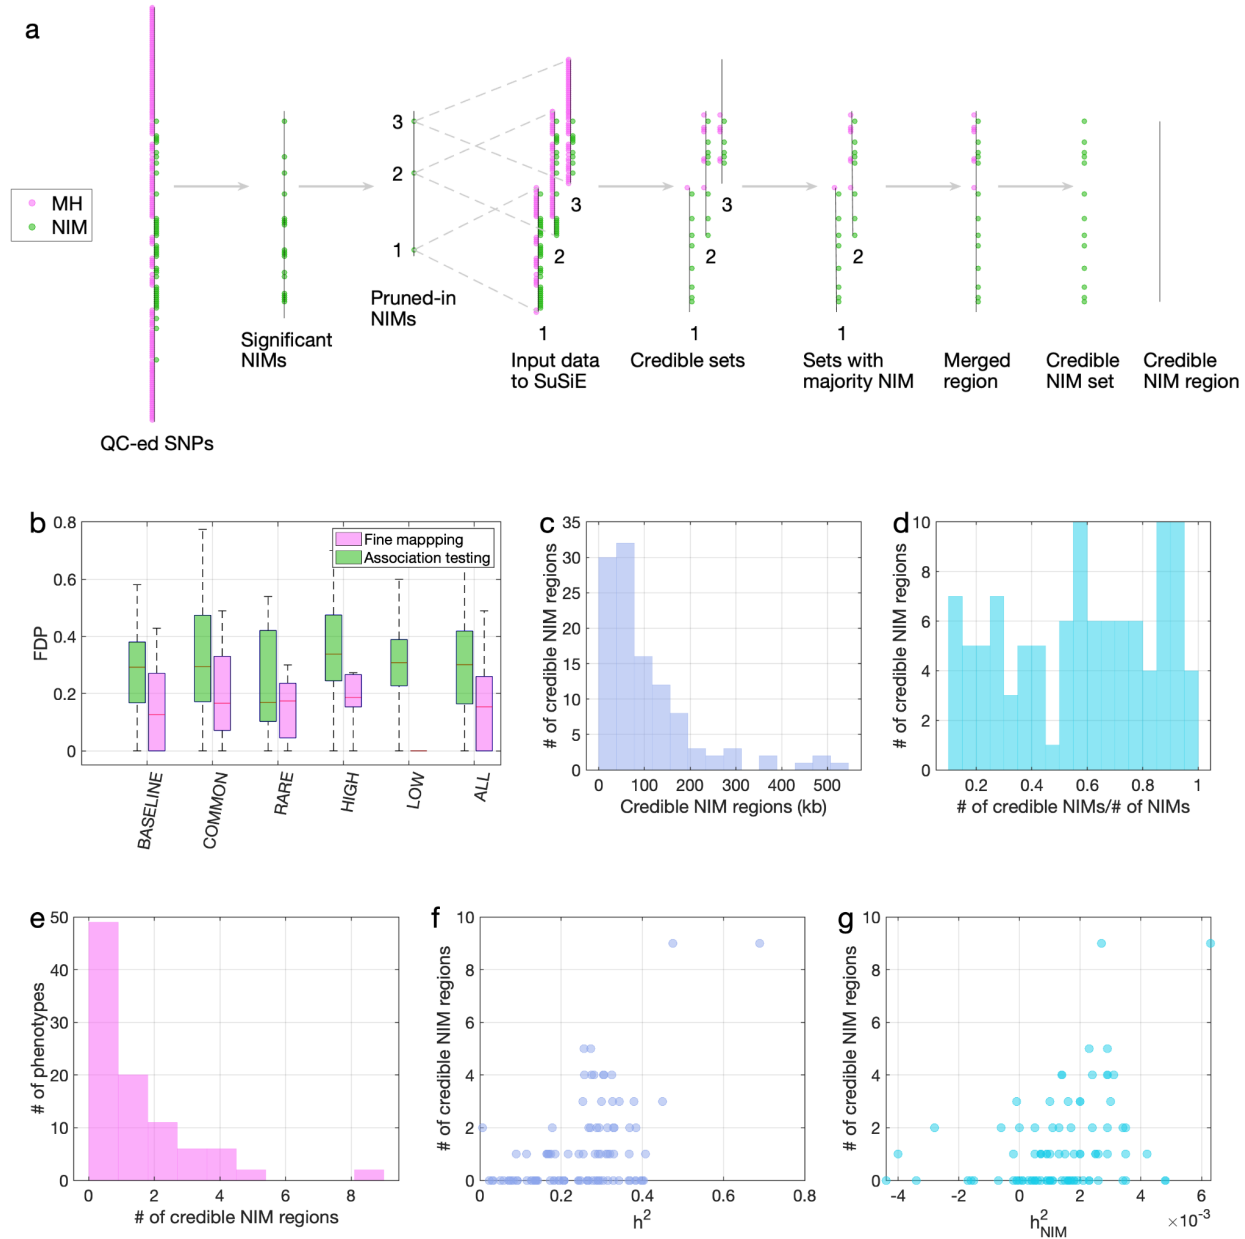 a
MH
NIM
QC-ed SNPs
Significant
NIMs
3
2
1
Pruned-in
NIMs
3
2
1
Input data
to SuSiE
3
2
1
Credible sets
2
1
Sets with
majority NIM
Merged
region
Credible
NIM set
Credible
NIM region
b
0.8
0.6
0.4
0.2
0
FDP
Fine mappping
Association testing
BASELINE
COMMON
RARE
HIGH
LOW
ALL
c
35
30
25
20
15
10
5
0
# of credible NIM regions
0 100 200 300 400 500
Credible NIM regions (kb)
d
10
8
6
4
2
0
# of credible NIM regions
0.2 0.4 0.6 0.8 1
# of credible NIMs/# of NIMs
e
50
40
30
20
10
0
# of phenotypes
0 2 4 6 8
# of credible NIM regions
f
10
8
6
4
2
0
# of credible NIM regions
0 0.2 0.4 0.6 0.8
h²
g
10
8
6
4
2
0
# of credible NIM regions
-4 -2 0 2 4 6
×10⁻³
h²NIM